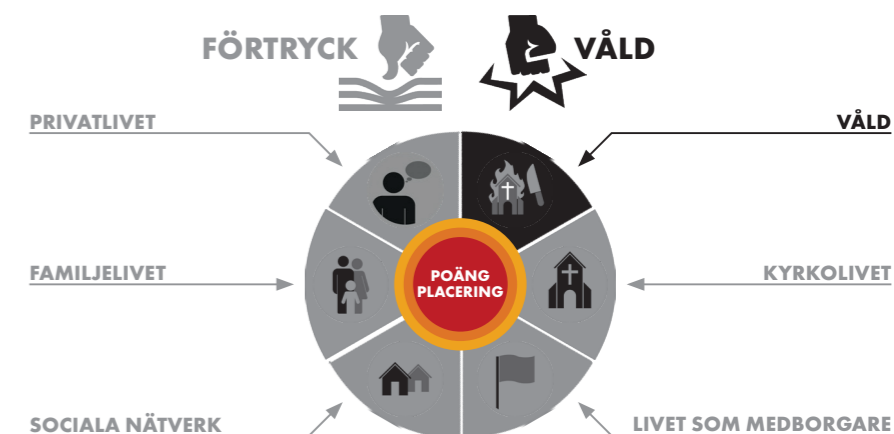 FÖRTRYCK
VÅLD
PRIVATLIVET
VÅLD
FAMILJELIVET
POÄNG
PLACERING
KYRKOLIVET
SOCIALA NÄTVERK
LIVET SOM MEDBORGARE